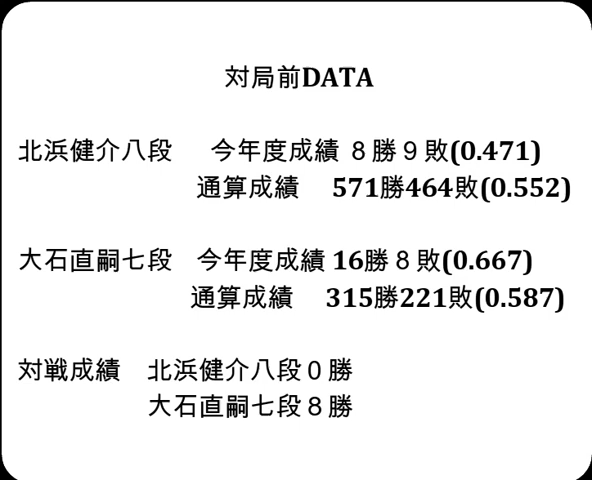 対局前DATA
北浜健介八段 今年度成績 8勝9敗(0.471)
通算成績 571勝464敗(0.552)
大石直嗣七段 今年度成績 16勝8敗(0.667)
通算成績 315勝221敗(0.587)
対戦成績 北浜健介八段0勝
大石直嗣七段8勝